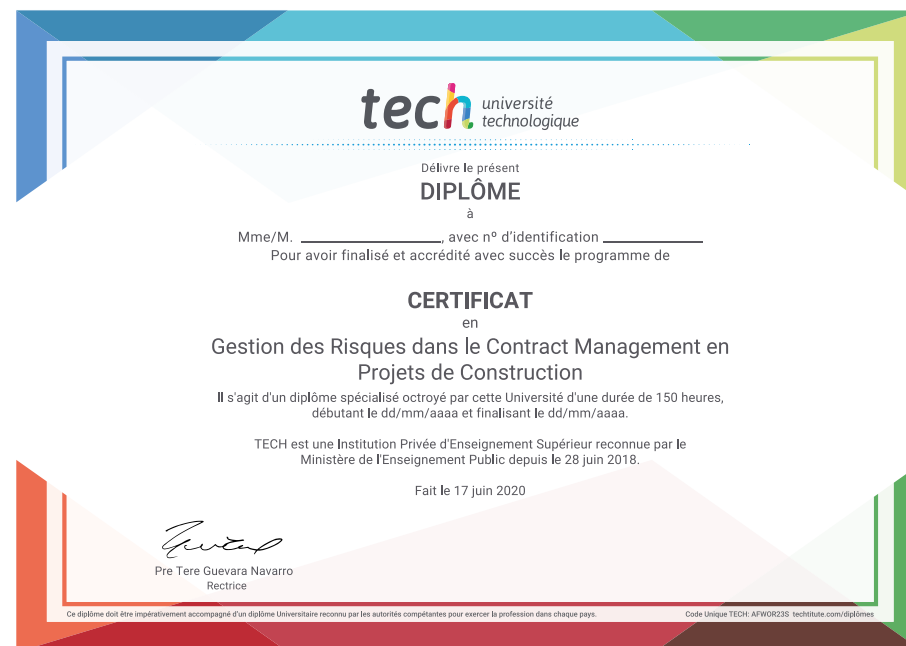 tech université
technologique
Délivre le présent
DIPLÔME
à
Mme/M. ____________________, avec nº d'identification ______________
Pour avoir finalisé et accrédité avec succès le programme de
CERTIFICAT
en
Gestion des Risques dans le Contract Management en
Projets de Construction
Il s'agit d'un diplôme spécialisé octroyé par cette Université d'une durée de 150 heures,
débutant le dd/mm/aaaa et finalisant le dd/mm/aaaa.
TECH est une Institution Privée d'Enseignement Supérieur reconnue par le
Ministère de l'Enseignement Public depuis le 28 juin 2018.
Fait le 17 juin 2020
Pre Tere Guevara Navarro
Rectrice
Ce diplôme doit être impérativement accompagné d'un diplôme Universitaire reconnu par les autorités compétantes pour exercer la profession dans chaque pays.
Code Unique TECH: AFWOR23S techtitute.com/diplômes